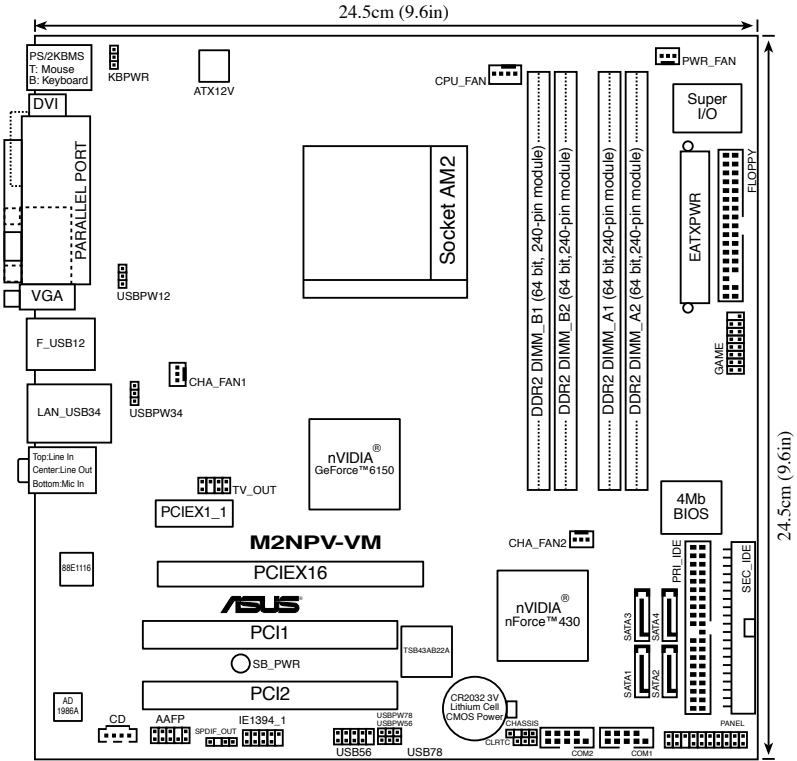 24.5cm (9.6in)
PS/2KBMS
T: Mouse
B: Keyboard
KBPWR
ATX12V
CPU_FAN
PWR_FAN
Super
I/O
DVI
PARALLEL PORT
Socket AM2
DDR2 DIMM_B1 (64 bit, 240-pin module)
DDR2 DIMM_B2 (64 bit,240-pin module)
DDR2 DIMM_A1 (64 bit,240-pin module)
DDR2 DIMM_A2 (64 bit, 240-pin module)
EATXPWR
FLOPPY
VGA
USBPW12
F_USB12
GAME
CHA_FAN1
LAN_USB34
USBPW34
24.5cm (9.6in)
nVIDIA®
GeForce™6150
Top:Line In
Center:Line Out
Bottom:Mic In
TV_OUT
PCIEX1_1
4Mb
BIOS
M2NPV-VM
CHA_FAN2
PRI_IDE
SEC_IDE
88E1116
PCIEX16
ASUS
nVIDIA®
nForce™430
SATA3
SATA4
PCI1
TSB43AB22A
SB_PWR
SATA1
SATA2
PCI2
AD
1986A
CR2032 3V
Lithium Cell
CMOS Power
CD
AAFP
SPDIF_OUT
IE1394_1
USBPW78
USBPW56
CHASSIS
PANEL
CLRTC
USB56
USB78
COM2
COM1